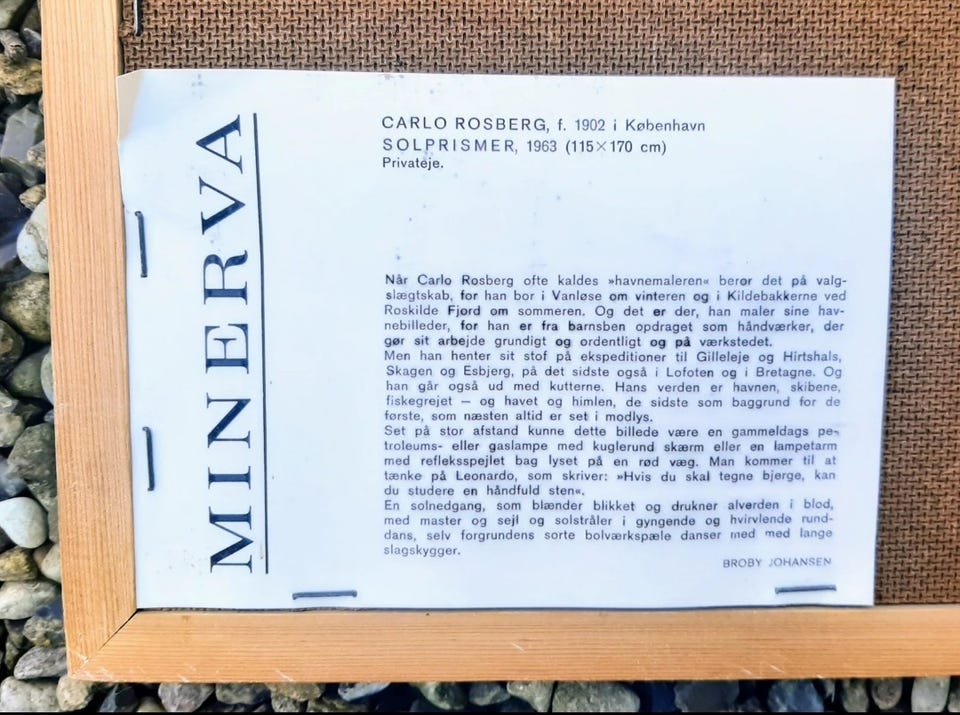 MINERVA
CARLO ROSBERG, f. 1902 i København
SOLPRISMER, 1963 (115×170 cm)
Privateje.
Når Carlo Rosberg ofte kaldes »havnemaleren« beror det på valg-
slægtskab, for han bor i Vanløse om vinteren og i Kildebakkerne ved
Roskilde Fjord om sommeren. Og det er der, han maler sine hav-
nebilleder, for han er fra barnsben opdraget som håndværker, der
gør sit arbejde grundigt og ordentligt og på værkstedet.
Men han henter sit stof på ekspeditioner til Gilleleje og Hirtshals,
Skagen og Esbjerg, på det sidste også i Lofoten og i Bretagne. Og
han går også ud med kutterne. Hans verden er havnen, skibene,
fiskegrejet — og havet og himlen, de sidste som baggrund for de
første, som næsten altid er set i modlys.
Set på stor afstand kunne dette billede være en gammeldags pe-
troleums- eller gaslampe med kuglerund skærm eller en lampetarm
med refleksspejlet bag lyset på en rød væg. Man kommer til at
tænke på Leonardo, som skriver: »Hvis du skal tegne bjerge, kan
du studere en håndfuld sten«.
En solnedgang, som blænder blikket og drukner alverden i blod,
med master og sejl og solstråler i gyngende og hvirvlende rund-
dans, selv forgrundens sorte bolværkspæle danser med med lange
slagskygger.
BROBY JOHANSEN